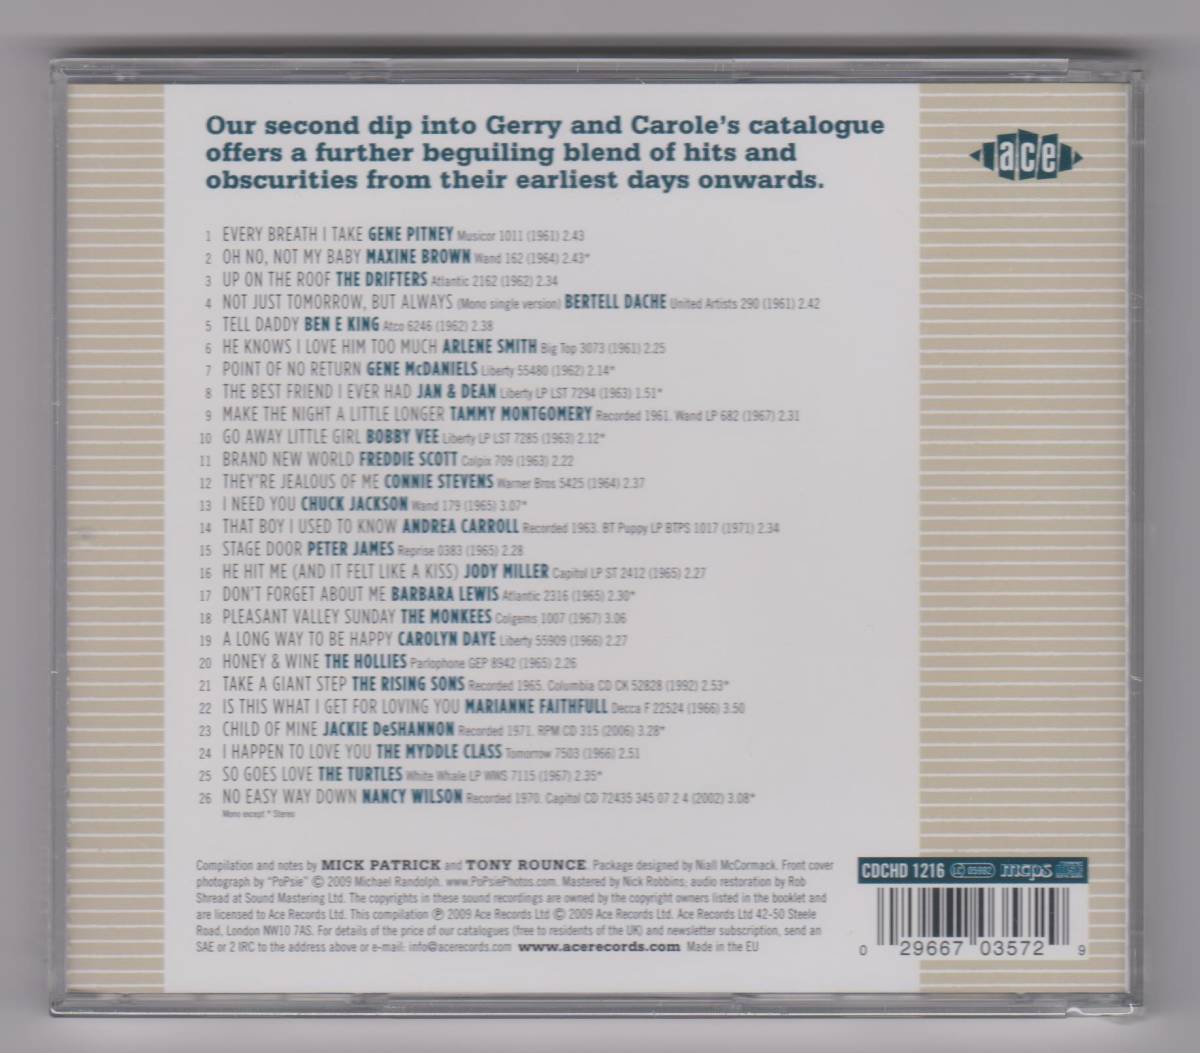 Our second dip into Gerry and Carole's catalogue
offers a further beguiling blend of hits and
obscurities from their earliest days onwards.
ace
1 EVERY BREATH I TAKE GENE PITNEY Musicor 1011 (1961) 2.43
2 OH NO, NOT MY BABY MAXINE BROWN Wand 162 (1964) 2.43*
3 UP ON THE ROOF THE DRIFTERS Atlantic 2162 (1962) 2.34
4 NOT JUST TOMORROW, BUT ALWAYS (Mono single version) BERTELL DACHE United Artists 290 (1961) 2.42
5 TELL DADDY BEN E KING Atco 6246 (1962) 2.38
6 HE KNOWS I LOVE HIM TOO MUCH ARLENE SMITH Big Top 3073 (1961) 2.25
7 POINT OF NO RETURN GENE McDANIELS Liberty 55480 (1962) 2.14*
8 THE BEST FRIEND I EVER HAD JAN & DEAN Liberty LP LST 7294 (1963) 1.51*
9 MAKE THE NIGHT A LITTLE LONGER TAMMY MONTGOMERY Recorded 1961. Wand LP 682 (1967) 2.31
10 GO AWAY LITTLE GIRL BOBBY VEE Liberty LP LST 7285 (1963) 2.12*
11 BRAND NEW WORLD FREDDIE SCOTT Colpix 709 (1963) 2.22
12 THEY'RE JEALOUS OF ME CONNIE STEVENS Warner Bros 5425 (1964) 2.37
13 I NEED YOU CHUCK JACKSON Wand 179 (1965) 3.07*
14 THAT BOY I USED TO KNOW ANDREA CARROLL Recorded 1963. BT Puppy LP BTPS 1017 (1971) 2.34
15 STAGE DOOR PETER JAMES Reprise 0383 (1965) 2.28
16 HE HIT ME (AND IT FELT LIKE A KISS) JODY MILLER Capitol LP ST 2412 (1965) 2.27
17 DON'T FORGET ABOUT ME BARBARA LEWIS Atlantic 2316 (1965) 2.30*
18 PLEASANT VALLEY SUNDAY THE MONKEES Colgems 1007 (1967) 3.06
19 A LONG WAY TO BE HAPPY CAROLYN DAYE Liberty 55909 (1966) 2.27
20 HONEY & WINE THE HOLLIES Parlophone GEP 8942 (1965) 2.26
21 TAKE A GIANT STEP THE RISING SONS Recorded 1965. Columbia CD CK 52828 (1992) 2.53*
22 IS THIS WHAT I GET FOR LOVING YOU MARIANNE FAITHFULL Decca F 22524 (1966) 3.50
23 CHILD OF MINE JACKIE DeSHANNON Recorded 1971. RPM CD 315 (2006) 3.28*
24 I HAPPEN TO LOVE YOU THE MYDDLE CLASS Tomorrow 7503 (1966) 2.51
25 SO GOES LOVE THE TURTLES White Whale LP WWS 7115 (1967) 2.35*
26 NO EASY WAY DOWN NANCY WILSON Recorded 1970. Capitol CD 72435 345 07 2 4 (2002) 3.08*
Mono except * Stereo
Compilation and notes by MICK PATRICK and TONY ROUNCE. Package designed by Niall McCormack. Front cover
photograph by "PoPsie" © 2009 Michael Randolph. www.PoPsiePhotos.com. Mastered by Nick Robbins; audio restoration by Rob
Shread at Sound Mastering Ltd. The copyrights in these sound recordings are owned by the copyright owners listed in the booklet and
are licensed to Ace Records Ltd. This compilation ℗ 2009 Ace Records Ltd © 2009 Ace Records Ltd. Ace Records Ltd 42-50 Steele
Road, London NW10 7AS. For details of the price of our catalogues (free to residents of the UK) and newsletter subscription, send an
SAE or 2 IRC to the address above or e-mail: info@acerecords.com www.acerecords.com Made in the EU
CDCHD 1216 LC 05982 mcps
0 29667 03572 9